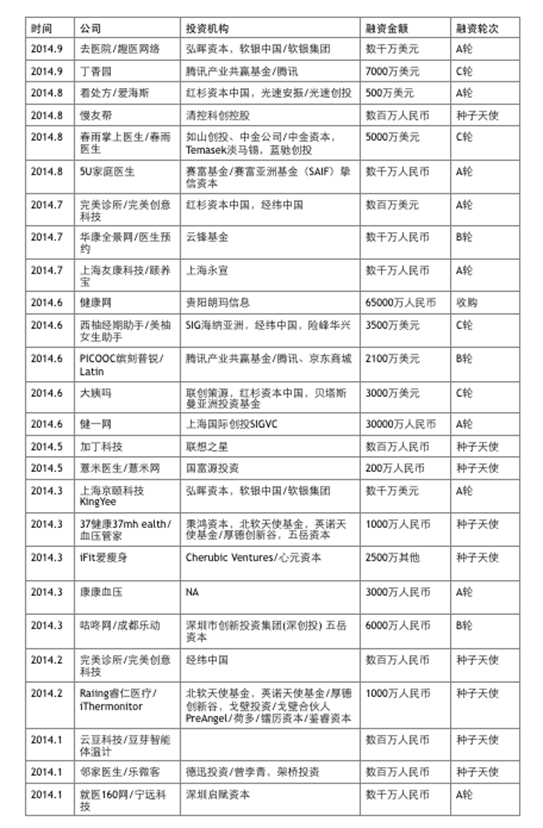 时间 公司 投资机构 融资金额 融资轮次
2014.9 去医院/趣医网络 弘晖资本，软银中国/软银集团 数千万美元 A轮
2014.9 丁香园 腾讯产业共赢基金/腾讯 7000万美元 C轮
2014.8 看处方/爱海斯 红杉资本中国，光速安振/光速创投 500万美元 A轮
2014.8 慢友帮 清控科创控股 数百万人民币 种子天使
2014.8 春雨掌上医生/春雨 如山创投、中金公司/中金资本， 5000万美元 C轮
医生 Temasek淡马锡，蓝驰创投
2014.8 5U家庭医生 赛富基金/赛富亚洲基金（SAIF）挚 数千万人民币 A轮
信资本
2014.7 完美诊所/完美创意 红杉资本中国，经纬中国 数百万美元 A轮
科技
2014.7 华康全景网/医生预 云锋基金 数千万人民币 B轮
约
2014.7 上海友康科技/颐养 上海永宣 数千万人民币 A轮
宝
2014.6 健康网 贵阳朗玛信息 65000万人民币 收购
2014.6 西柚经期助手/美柚 SIG海纳亚洲，经纬中国，险峰华兴 3500万美元 C轮
女生助手
2014.6 PICOOC缤刻普锐/ 腾讯产业共赢基金/腾讯、京东商城 2100万美元 B轮
Latin
2014.6 大姨吗 联创策源，红杉资本中国，贝塔斯 3000万美元 C轮
曼亚洲投资基金
2014.6 健一网 上海国际创投SIGVC 30000万人民币 A轮
2014.5 加丁科技 联想之星 数百万人民币 种子天使
2014.5 薏米医生/薏米网 国富源投资 200万人民币 种子天使
2014.3 上海京颐科技 弘晖资本，软银中国/软银集团 数千万美元 A轮
KingYee
2014.3 37健康37mh ealth/ 秉鸿资本，北软天使基金，英诺天 1000万人民币 种子天使
血压管家 使基金/厚德创新谷，五岳资本
2014.3 iFit爱瘦身 Cherubic Ventures/心元资本 2500万其他 种子天使
2014.3 康康血压 NA 3000万人民币 A轮
2014.3 咕咚网/成都乐动 深圳市创新投资集团(深创投) 五岳 6000万人民币 B轮
资本
2014.2 完美诊所/完美创意 经纬中国 数百万人民币 种子天使
科技
2014.2 Raiing睿仁医疗/ 北软天使基金，英诺天使基金/厚德 1000万人民币 种子天使
iThermonitor 创新谷，戈壁投资/戈壁合伙人
PreAngel/荷多/镭厉资本/鉴睿资本
2014.1 云豆科技/豆芽智能 数百万人民币 种子天使
体温计
2014.1 邻家医生/乐微客 德迅投资/曾李青，架桥投资 数百万人民币 种子天使
2014.1 就医160网/宁远科 深圳启赋资本 数千万人民币 A轮
技